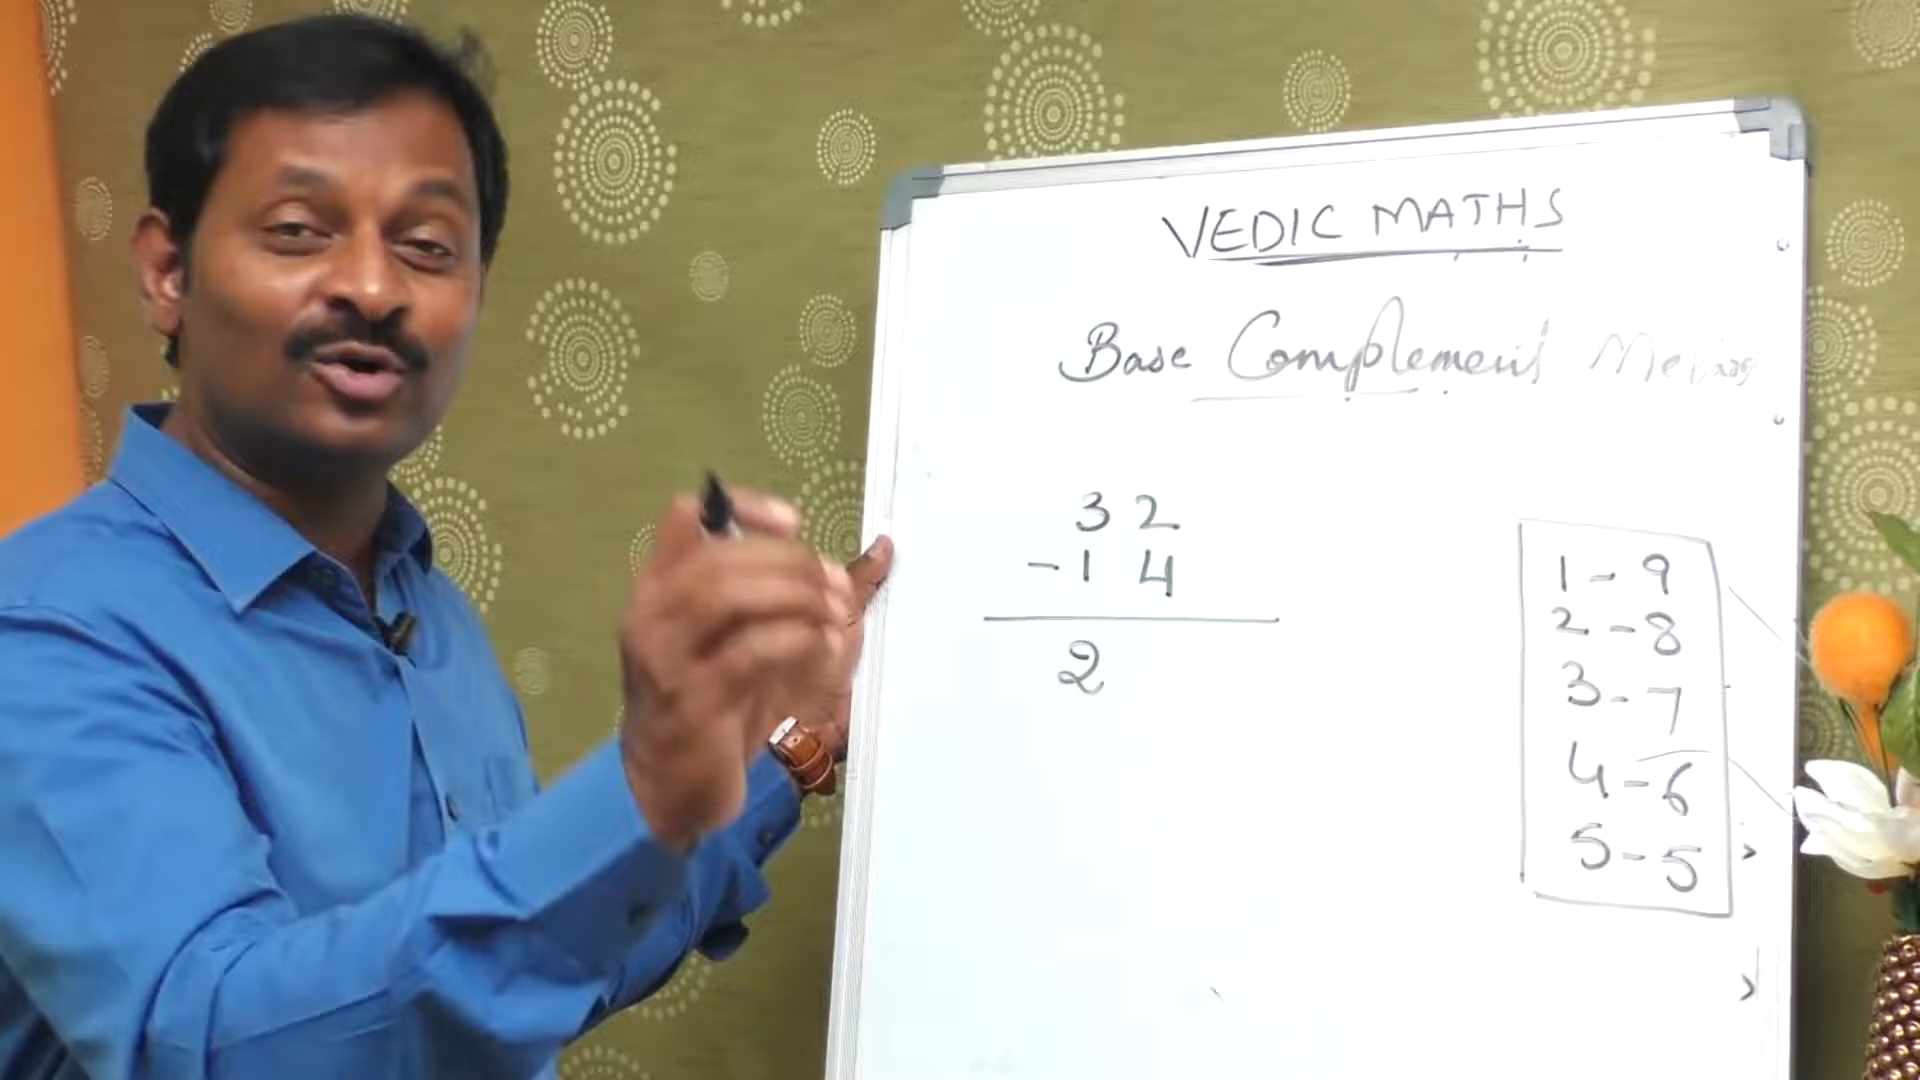 VEDIC MATHS
Base Complement Method
3 2
- 1 4
2
1 - 9
2 - 8
3 - 7
4 - 6
5 - 5